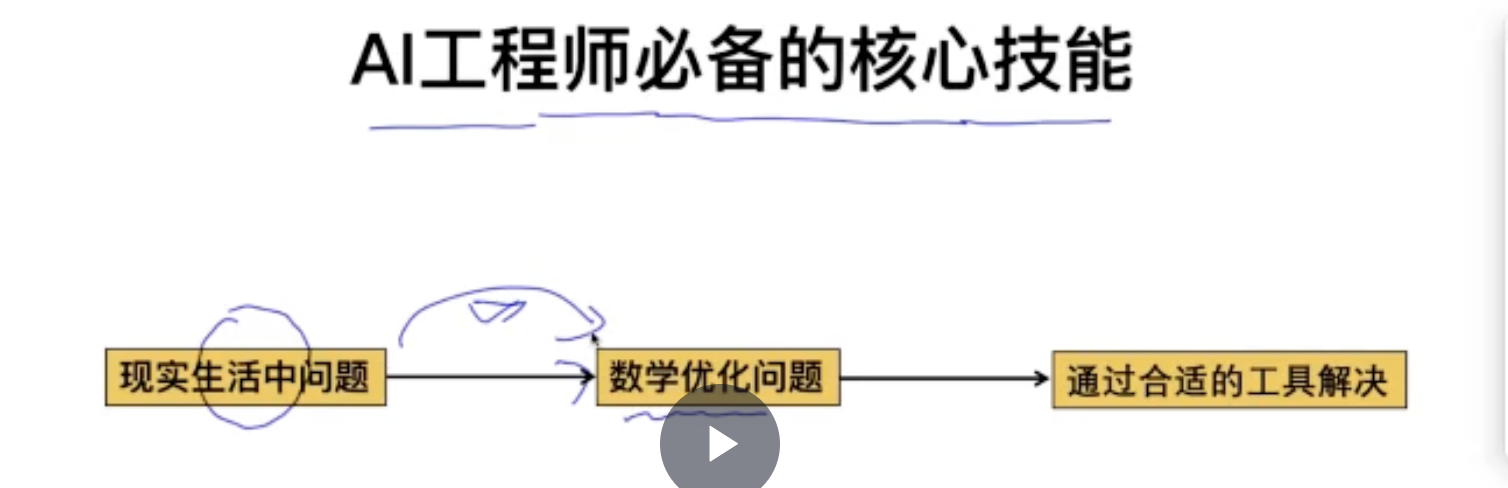 AI工程师必备的核心技能
现实生活中问题
数学优化问题
通过合适的工具解决